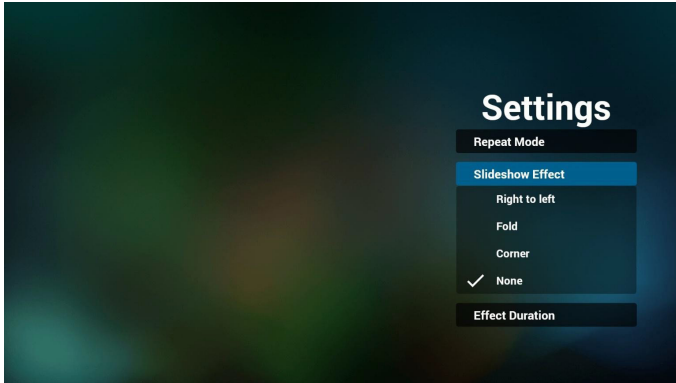 Settings
Repeat Mode
Slideshow Effect
Right to left
Fold
Corner
None
Effect Duration